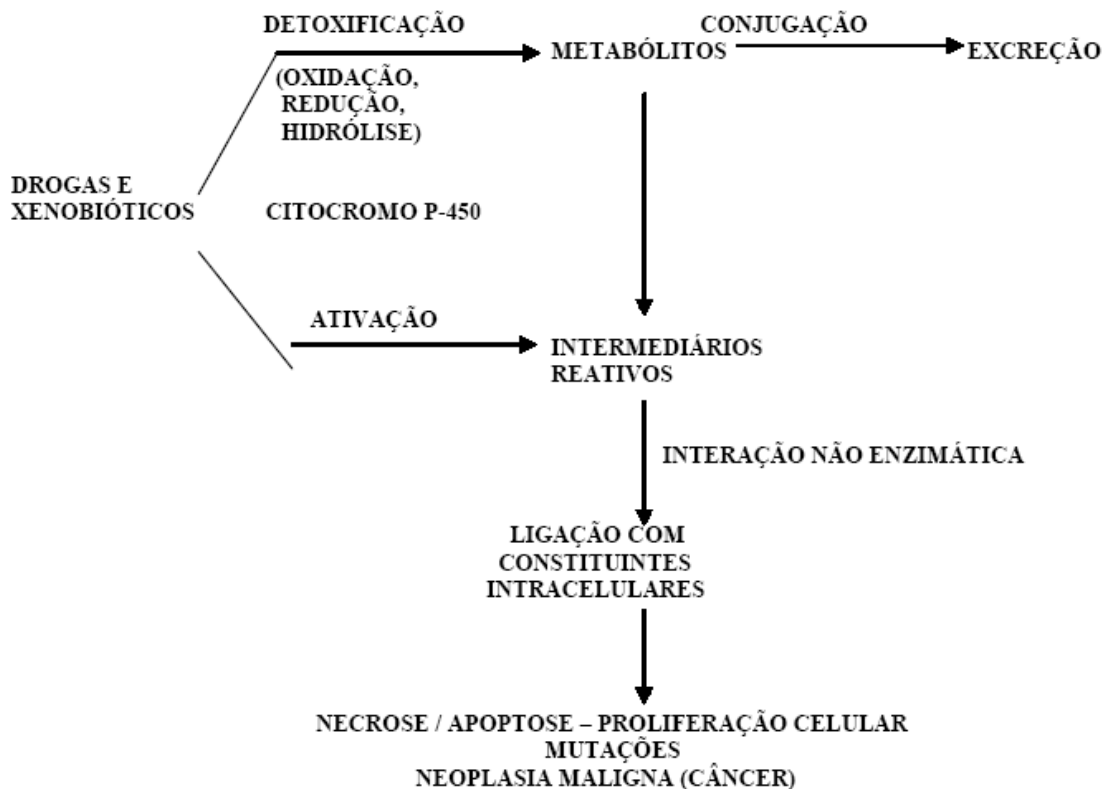 DETOXIFICAÇÃO
CONJUGAÇÃO
METABÓLITOS
EXCREÇÃO
(OXIDAÇÃO,
REDUÇÃO,
HIDRÓLISE)
DROGAS E
XENOBIÓTICOS
CITOCROMO P-450
ATIVAÇÃO
INTERMEDIÁRIOS
REATIVOS
INTERAÇÃO NÃO ENZIMÁTICA
LIGAÇÃO COM
CONSTITUINTES
INTRACELULARES
NECROSE / APOPTOSE – PROLIFERAÇÃO CELULAR
MUTAÇÕES
NEOPLASIA MALIGNA (CÂNCER)